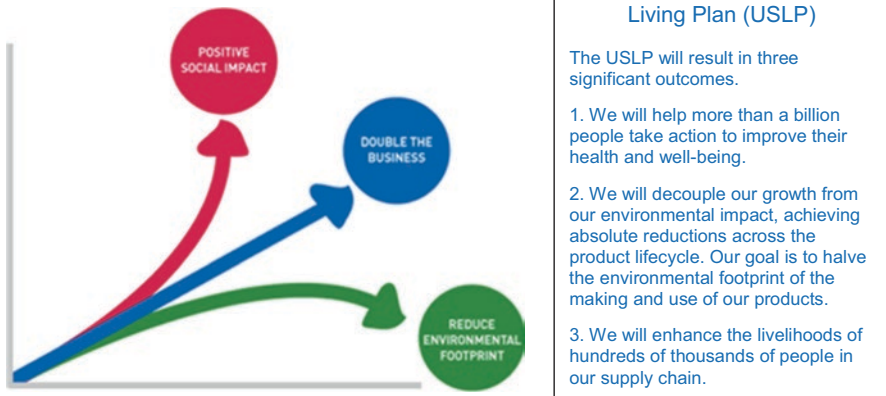 POSITIVE
SOCIAL IMPACT
DOUBLE THE
BUSINESS
REDUCE
ENVIRONMENTAL
FOOTPRINT
Living Plan (USLP)
The USLP will result in three
significant outcomes.
1. We will help more than a billion
people take action to improve their
health and well-being.
2. We will decouple our growth from
our environmental impact, achieving
absolute reductions across the
product lifecycle. Our goal is to halve
the environmental footprint of the
making and use of our products.
3. We will enhance the livelihoods of
hundreds of thousands of people in
our supply chain.